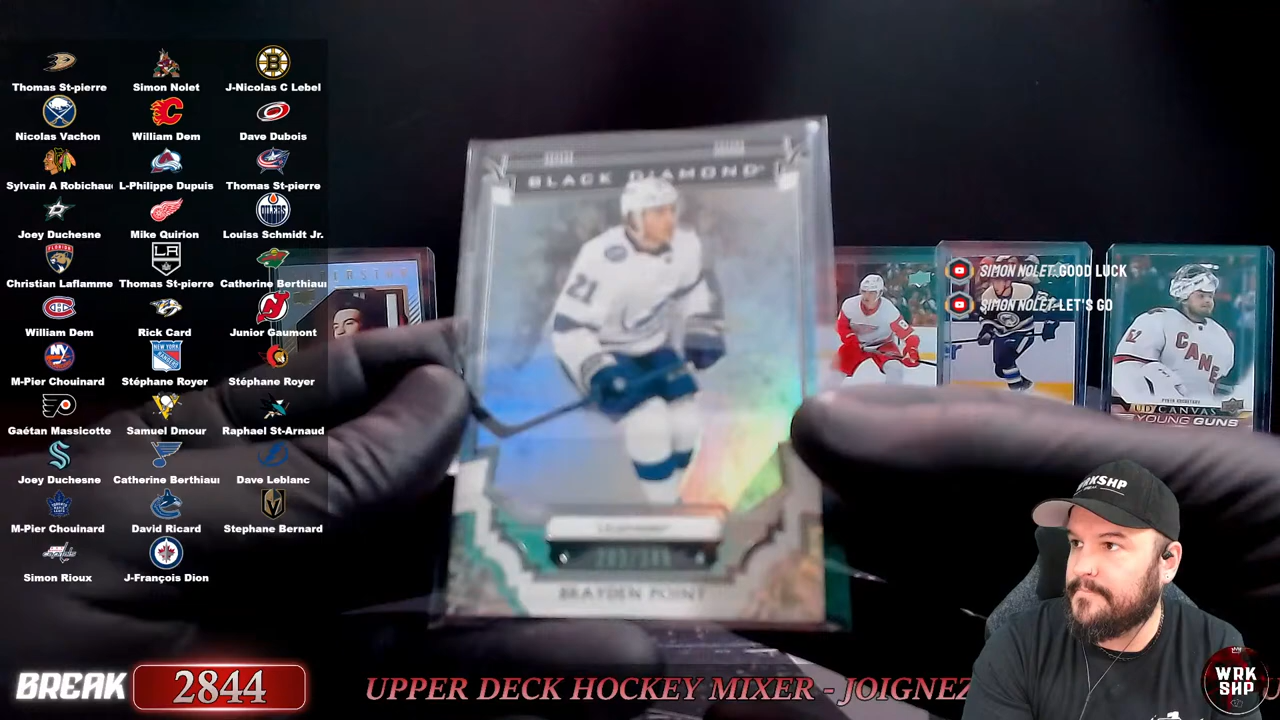 Thomas St-pierre
Simon Nolet
J-Nicolas C Lebel
Nicolas Vachon
William Dem
Dave Dubois
Sylvain A Robichau
L-Philippe Dupuis
Thomas St-pierre
Joey Duchesne
Mike Quirion
Louiss Schmidt Jr.
Christian Laflamme
Thomas St-pierre
Catherine Berthiau
William Dem
Rick Card
Junior Gaumont
M-Pier Chouinard
Stéphane Royer
Stéphane Royer
Gaétan Massicotte
Samuel Dmour
Raphael St-Arnaud
Joey Duchesne
Catherine Berthiau
Dave Leblanc
M-Pier Chouinard
David Ricard
Stephane Bernard
Simon Rioux
J-François Dion
BLACK DIAMOND
21
BRAYDEN POINT
SIMON NOLET: GOOD LUCK
SIMON NOLET: LET'S GO
CANE
UD CANVAS
YOUNG GUNS
WRKSHP
WRK
SHP
BREAK 2844
UPPER DECK HOCKEY MIXER - JOIGNEZ